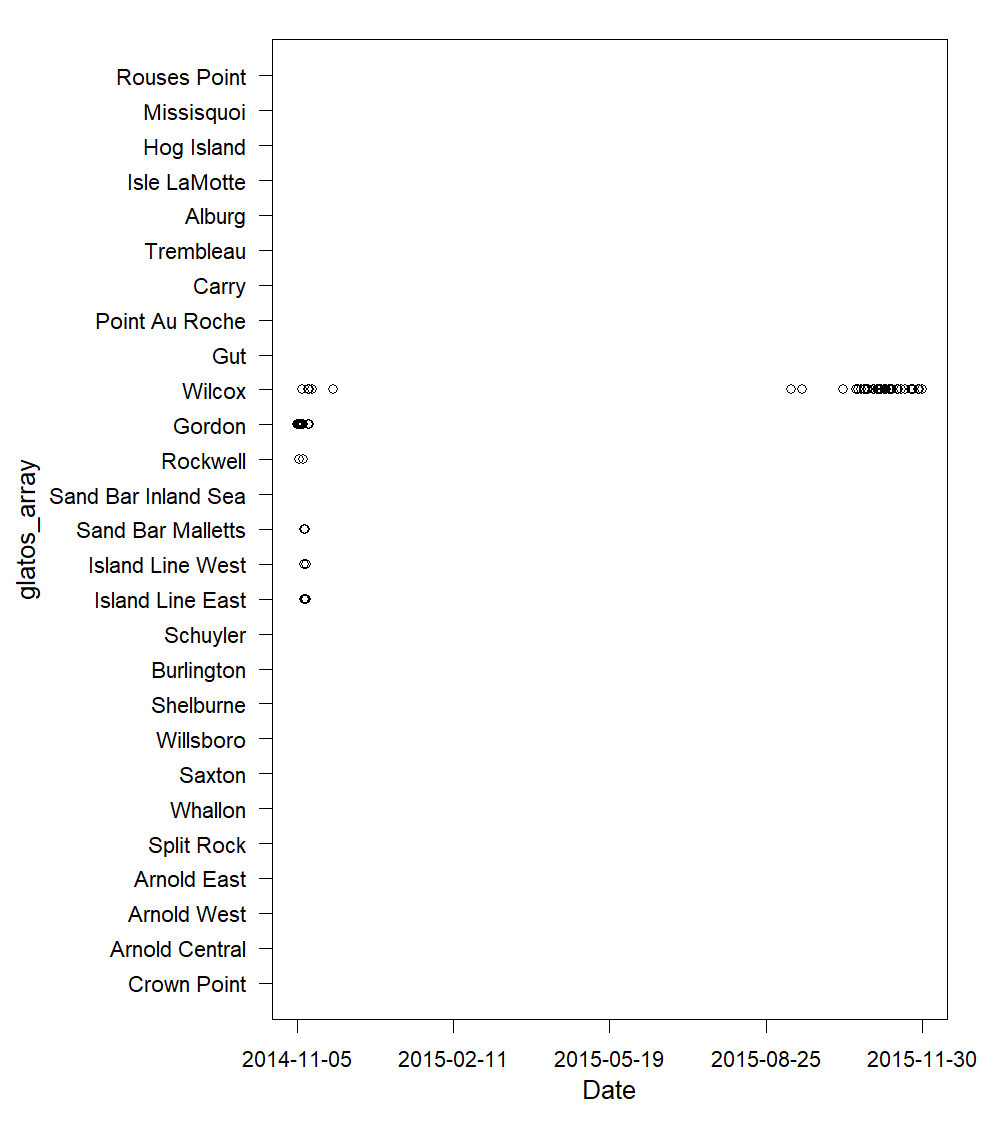 Rouses Point
Missisquoi
Hog Island
Isle LaMotte
Alburg
Trembleau
Carry
Point Au Roche
Gut
Wilcox
Gordon
Rockwell
Sand Bar Inland Sea
Sand Bar Malletts
Island Line West
Island Line East
Schuyler
Burlington
Shelburne
Willsboro
Saxton
Whallon
Split Rock
Arnold East
Arnold West
Arnold Central
Crown Point
glatos_array
2014-11-05 2015-02-11 2015-05-19 2015-08-25 2015-11-30
Date